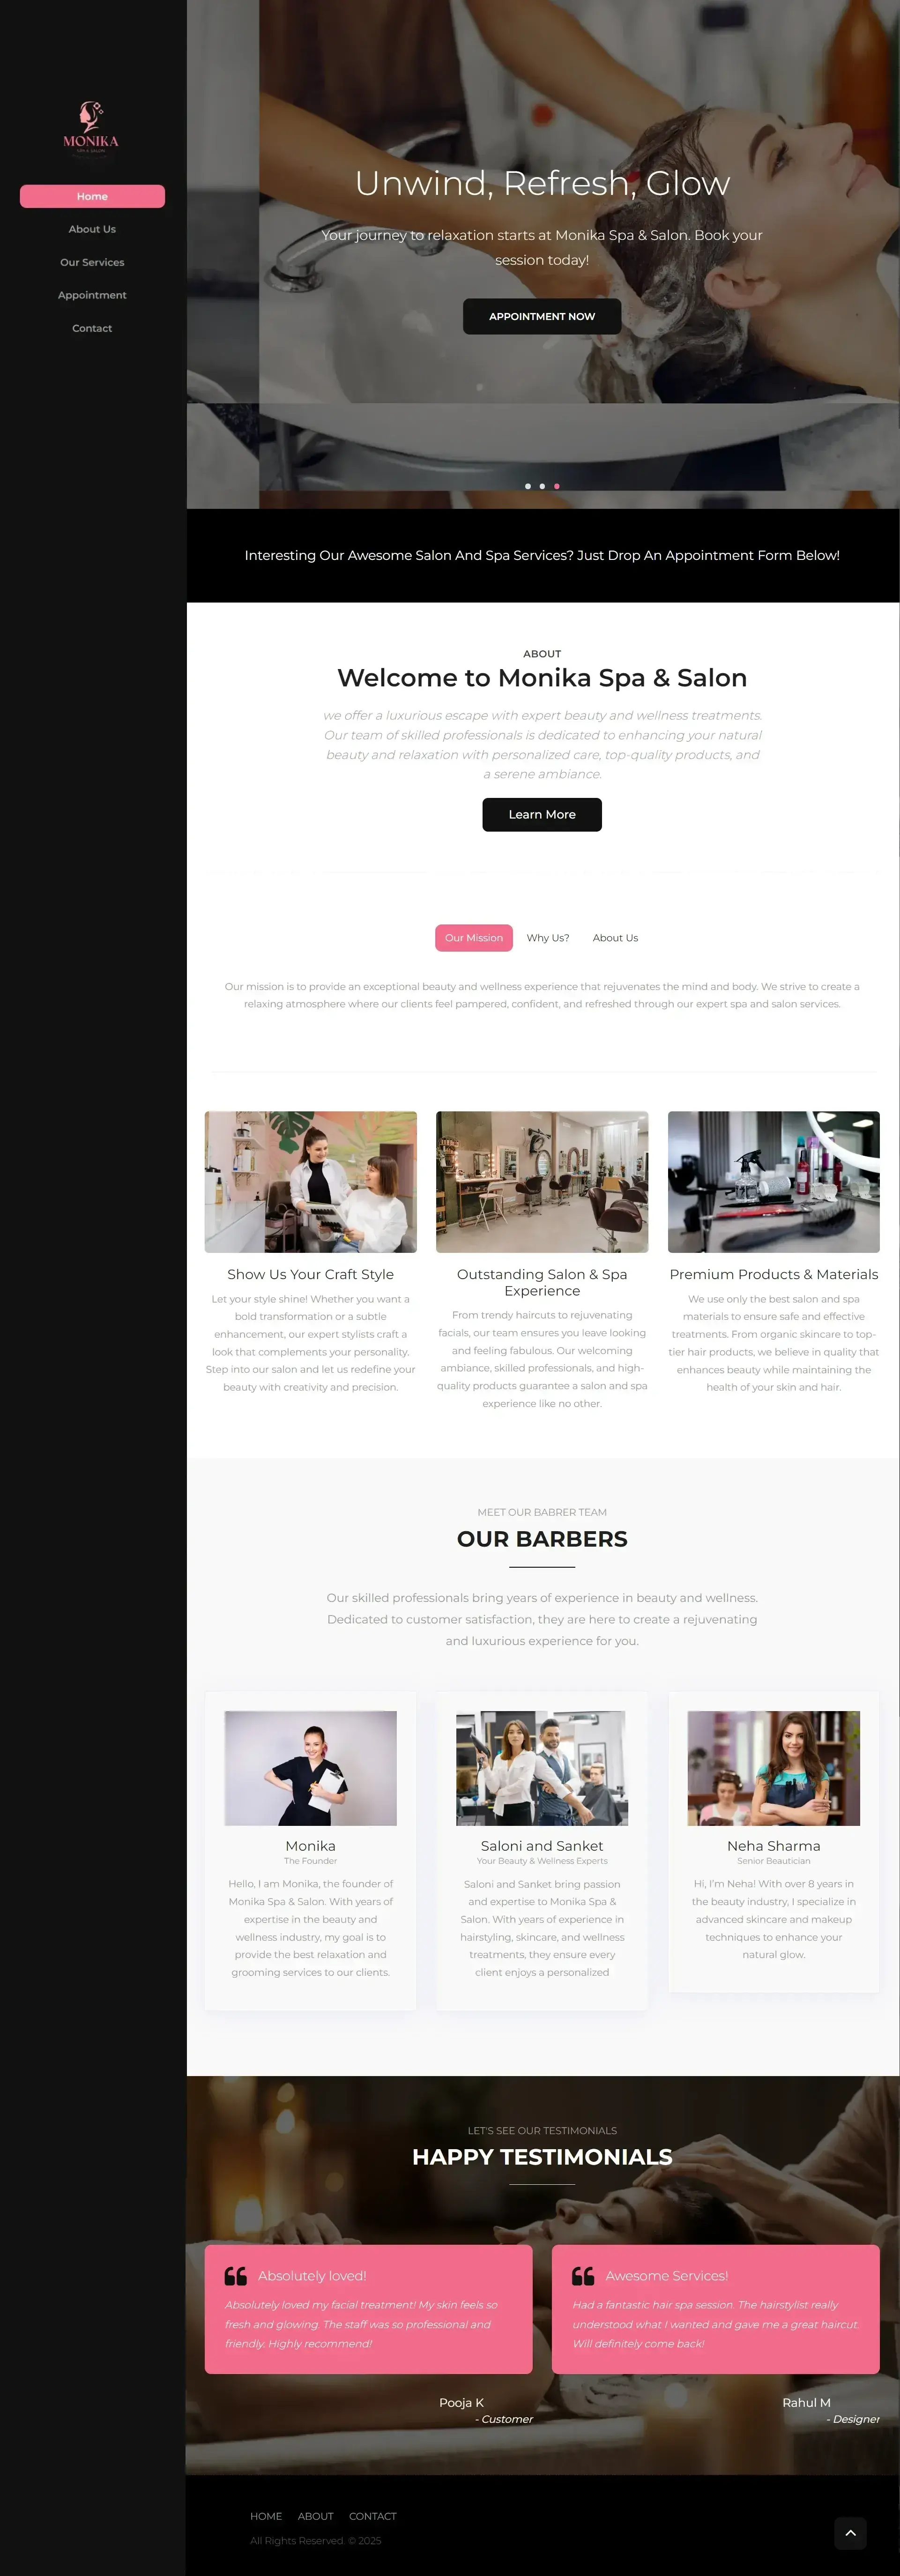 MONIKA
SPA & SALON
Home
About Us
Our Services
Appointment
Contact
Unwind, Refresh, Glow
Your journey to relaxation starts at Monika Spa & Salon. Book your
session today!
APPOINTMENT NOW
Interesting Our Awesome Salon And Spa Services? Just Drop An Appointment Form Below!
ABOUT
Welcome to Monika Spa & Salon
we offer a luxurious escape with expert beauty and wellness treatments.
Our team of skilled professionals is dedicated to enhancing your natural
beauty and relaxation with personalized care, top-quality products, and
a serene ambiance.
Learn More
Our Mission Why Us? About Us
Our mission is to provide an exceptional beauty and wellness experience that rejuvenates the mind and body. We strive to create a
relaxing atmosphere where our clients feel pampered, confident, and refreshed through our expert spa and salon services.
Show Us Your Craft Style
Let your style shine! Whether you want a
bold transformation or a subtle
enhancement, our expert stylists craft a
look that complements your personality.
Step into our salon and let us redefine your
beauty with creativity and precision.
Outstanding Salon & Spa
Experience
From trendy haircuts to rejuvenating
facials, our team ensures you leave looking
and feeling fabulous. Our welcoming
ambiance, skilled professionals, and high-
quality products guarantee a salon and spa
experience like no other.
Premium Products & Materials
We use only the best salon and spa
materials to ensure safe and effective
treatments. From organic skincare to top-
tier hair products, we believe in quality that
enhances beauty while maintaining the
health of your skin and hair.
MEET OUR BABRER TEAM
OUR BARBERS
Our skilled professionals bring years of experience in beauty and wellness.
Dedicated to customer satisfaction, they are here to create a rejuvenating
and luxurious experience for you.
Monika
The Founder
Hello, I am Monika, the founder of
Monika Spa & Salon. With years of
expertise in the beauty and
wellness industry, my goal is to
provide the best relaxation and
grooming services to our clients.
Saloni and Sanket
Your Beauty & Wellness Experts
Saloni and Sanket bring passion
and expertise to Monika Spa &
Salon. With years of experience in
hairstyling, skincare, and wellness
treatments, they ensure every
client enjoys a personalized
Neha Sharma
Senior Beautician
Hi, I'm Neha! With over 8 years in
the beauty industry, I specialize in
advanced skincare and makeup
techniques to enhance your
natural glow.
LET'S SEE OUR TESTIMONIALS
HAPPY TESTIMONIALS
Absolutely loved!
Absolutely loved my facial treatment! My skin feels so
fresh and glowing. The staff was so professional and
friendly. Highly recommend!
Pooja K
- Customer
Awesome Services!
Had a fantastic hair spa session. The hairstylist really
understood what I wanted and gave me a great haircut.
Will definitely come back!
Rahul M
- Designer
HOME ABOUT CONTACT
All Rights Reserved. © 2025